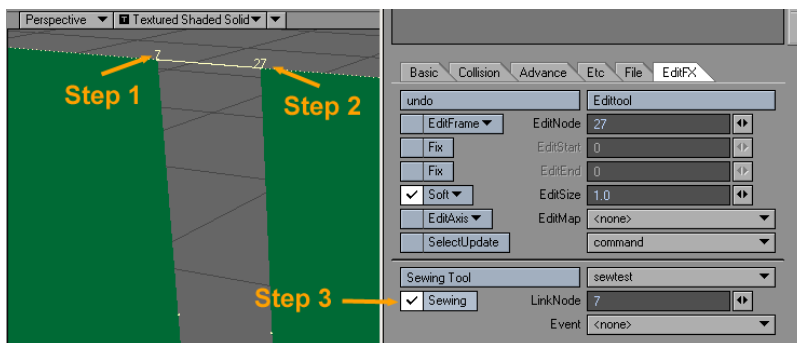 Perspective Textured Shaded Solid
7 27
Step 1 Step 2
Basic Collision Advance Etc File EditFX
undo Edittool
EditFrame EditNode 27
Fix EditStart 0
Fix EditEnd 0
Soft EditSize 1.0
EditAxis EditMap <none>
SelectUpdate command
Sewing Tool sewtest
Step 3 Sewing LinkNode 7
Event <none>